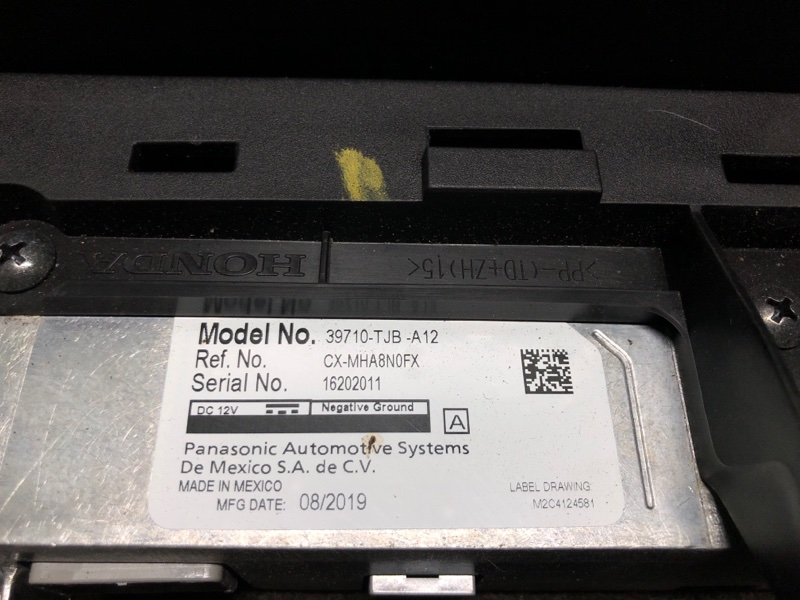 HONDA
>PP-(TD+ZH)15<
Model No. 39710-TJB -A12
Ref. No. CX-MHA8N0FX
Serial No. 16202011
DC 12V Negative Ground
A
Panasonic Automotive Systems
De Mexico S.A. de C.V.
MADE IN MEXICO
MFG DATE: 08/2019
LABEL DRAWING:
M2C4124581